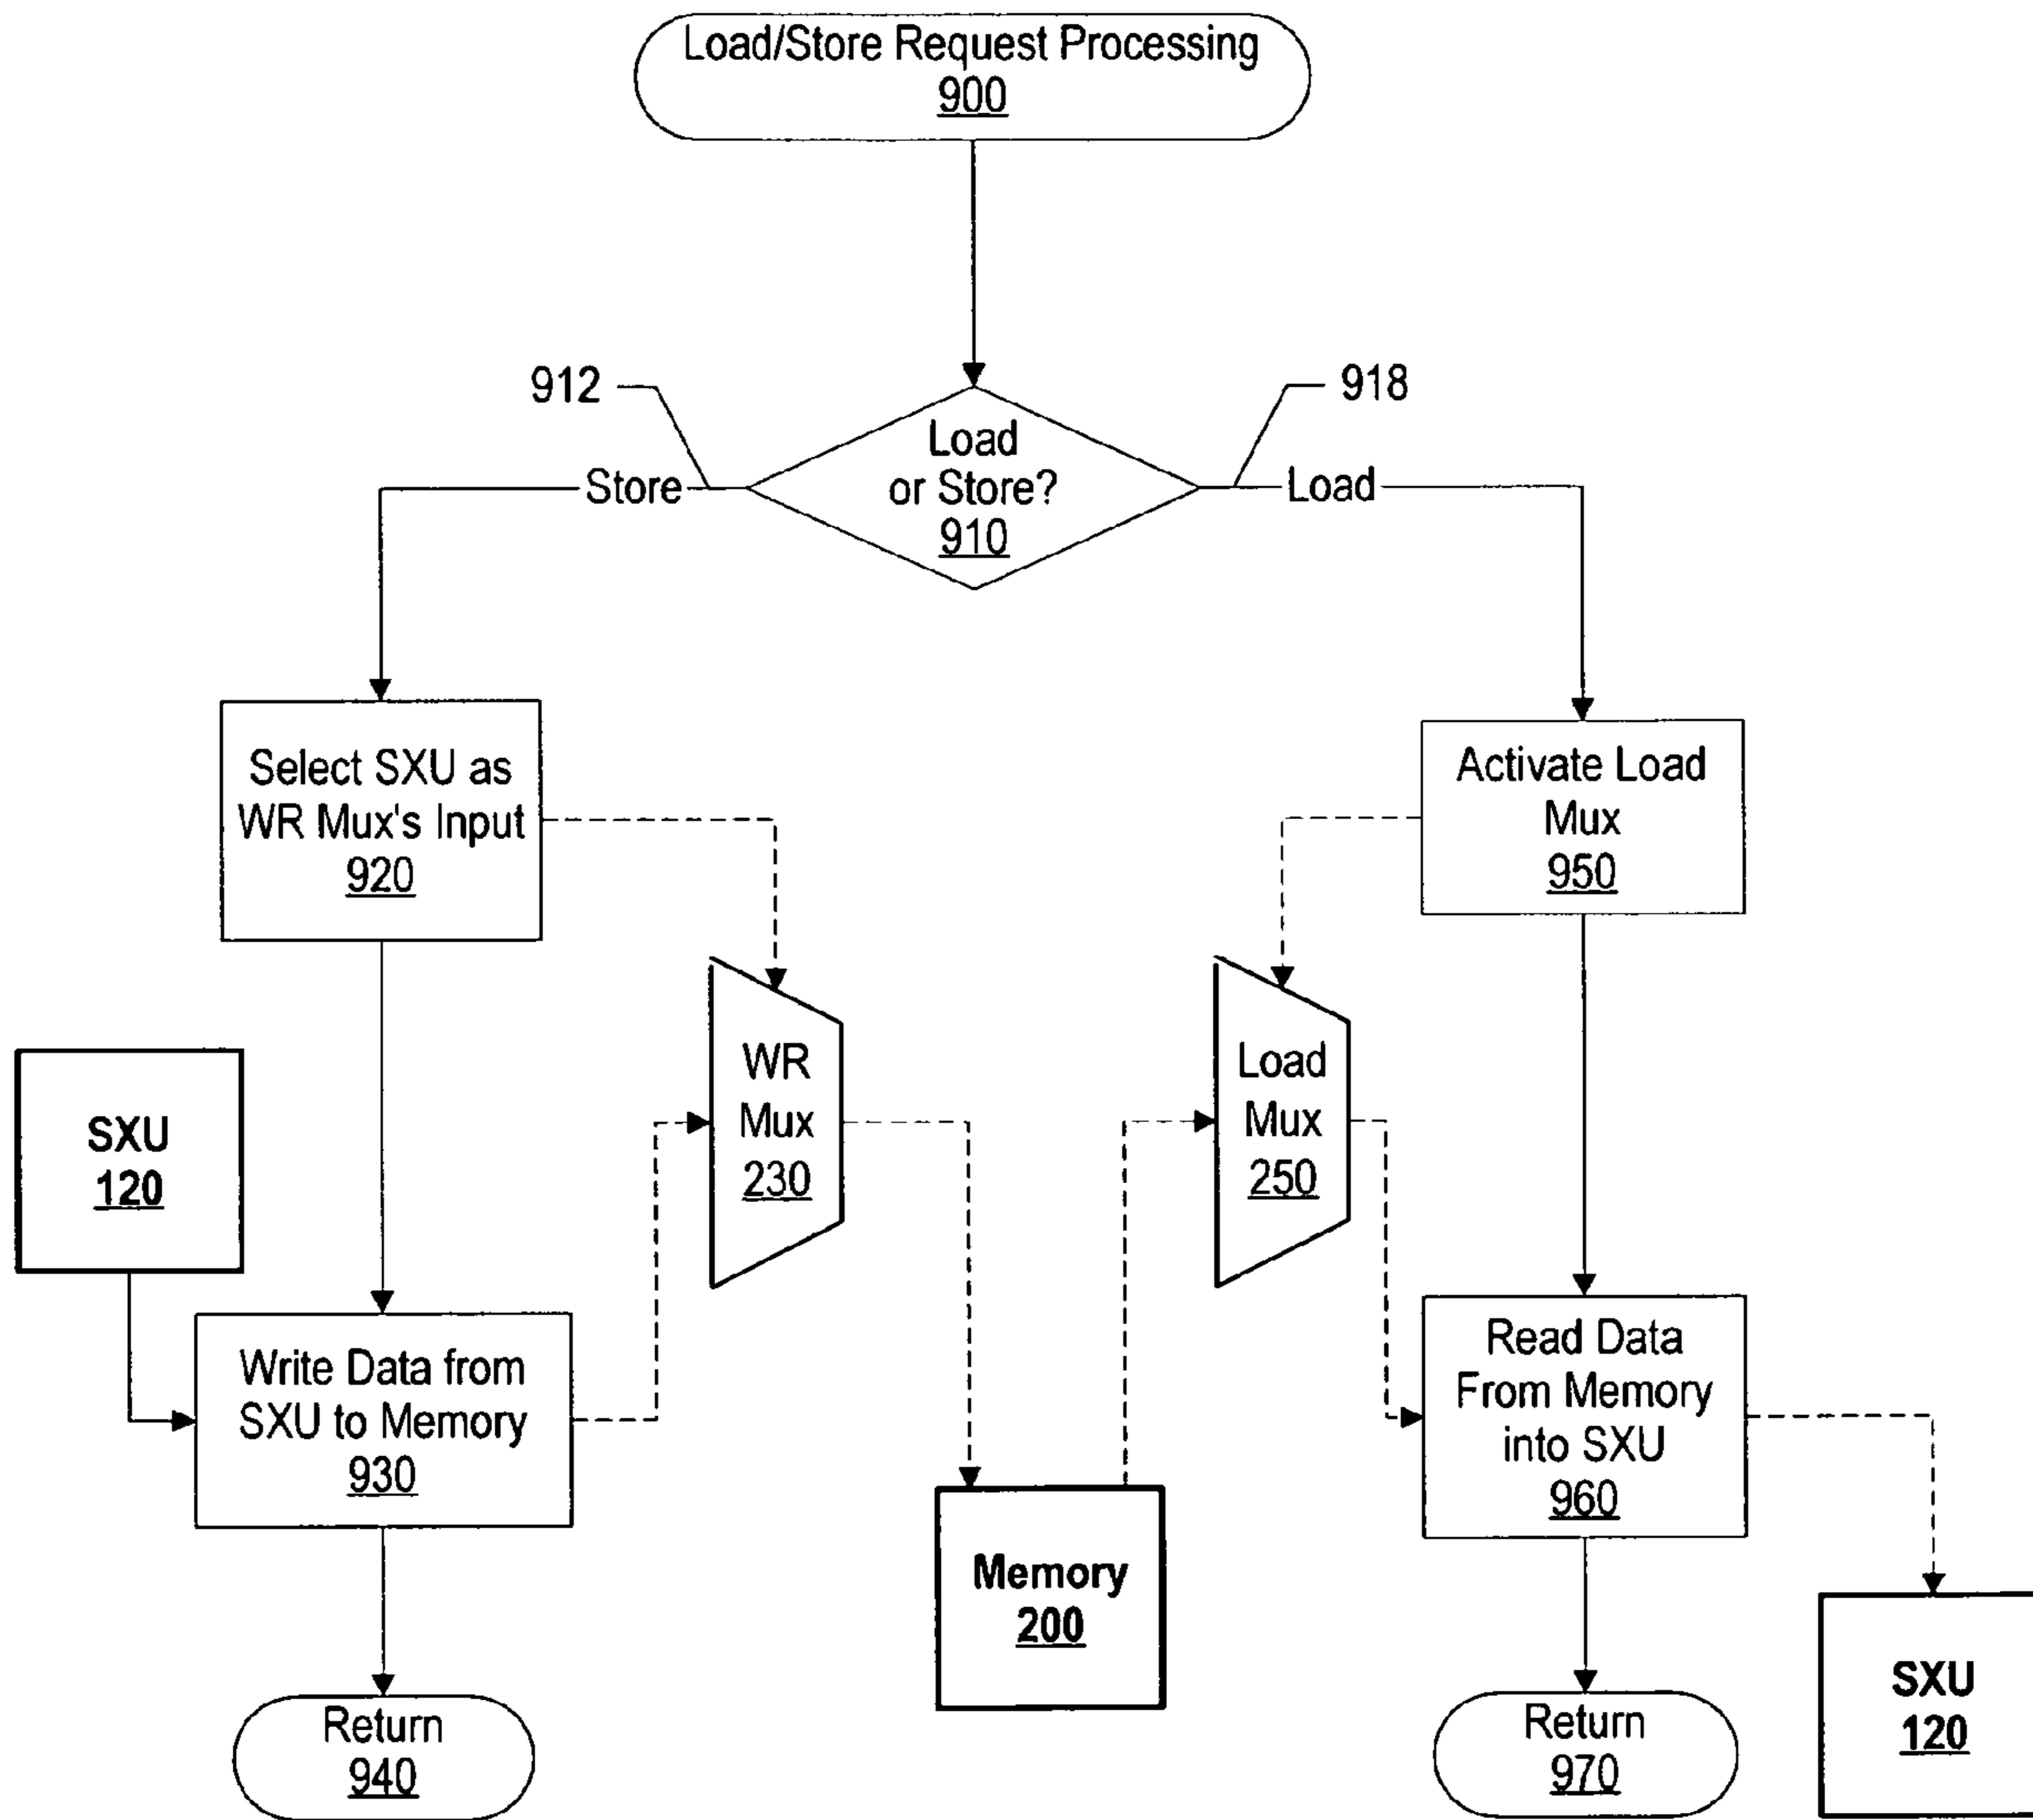 Load/Store Request Processing
900
912
918
Load
or Store?
910
Store
Load
Select SXU as
WR Mux's Input
920
Activate Load
Mux
950
SXU
120
WR
Mux
230
Load
Mux
250
Write Data from
SXU to Memory
930
Read Data
From Memory
into SXU
960
Memory
200
SXU
120
Return
940
Return
970